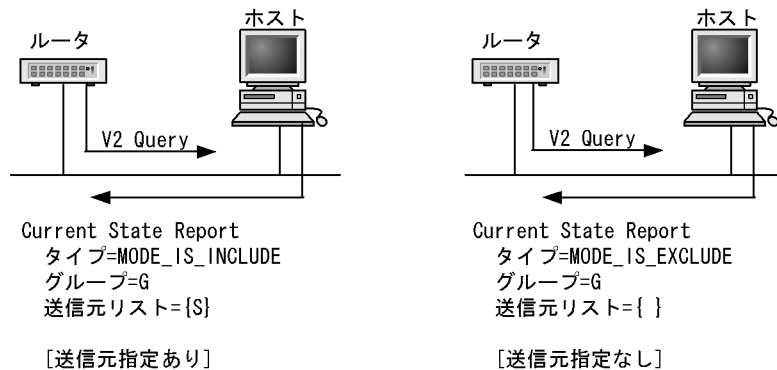 ルータ
ホスト
V2 Query
Current State Report
タイプ=MODE_IS_INCLUDE
グループ=G
送信元リスト={S}
[送信元指定あり]
ルータ
ホスト
V2 Query
Current State Report
タイプ=MODE_IS_EXCLUDE
グループ=G
送信元リスト={ }
[送信元指定なし]